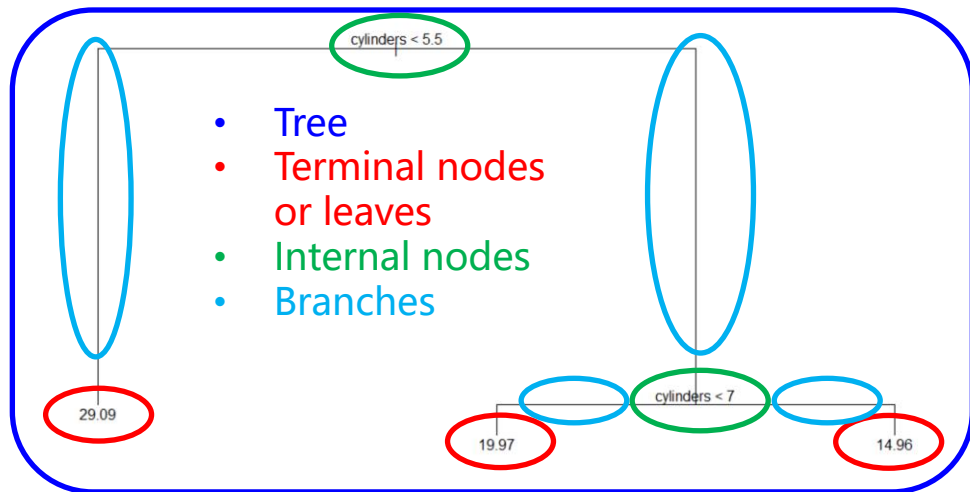 cylinders < 5.5
• Tree
• Terminal nodes
or leaves
• Internal nodes
• Branches
cylinders < 7
29.09
19.97
14.96